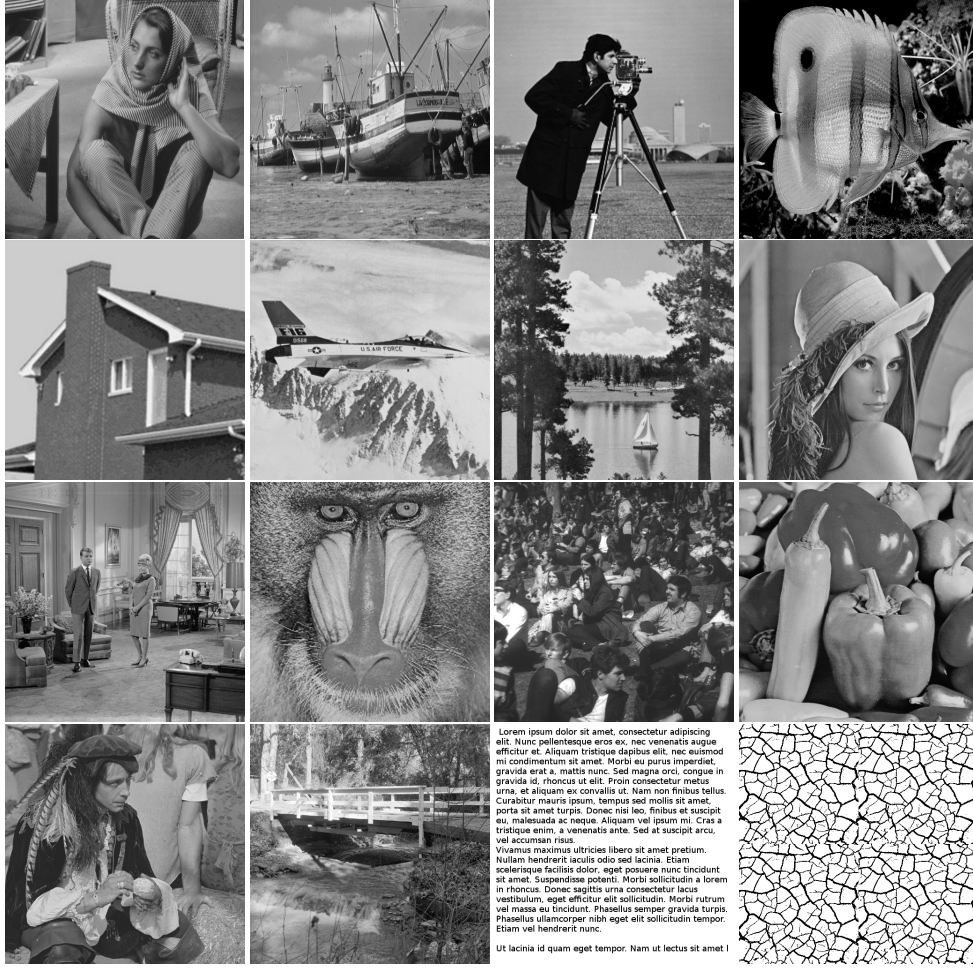 LA CORNOUAILLE
F-16
01568
U.S. AIR FORCE
Lorem ipsum dolor sit amet, consectetur adipiscing
elit. Nunc pellentesque eros ex, nec venenatis augue
efficitur et. Aliquam tristique dapibus elit, nec euismod
mi condimentum sit amet. Morbi eu purus imperdiet,
gravida erat a, mattis nunc. Sed magna orci, congue in
gravida id, rhoncus ut elit. Proin consectetur metus
urna, et aliquam ex convallis ut. Nam non finibus tellus.
Curabitur mauris ipsum, tempus sed mollis sit amet,
porta sit amet turpis. Donec nisi leo, finibus et suscipit
eu, malesuada ac neque. Aliquam vel ipsum mi. Cras a
tristique enim, a venenatis ante. Sed at suscipit arcu,
vel accumsan risus.
Vivamus maximus ultricies libero sit amet pretium.
Nullam hendrerit iaculis odio sed lacinia. Etiam
scelerisque facilisis dolor, eget posuere nunc tincidunt
sit amet. Suspendisse potenti. Morbi sollicitudin a lorem
in rhoncus. Donec sagittis urna consectetur lacus
vestibulum, eget efficitur elit sollicitudin. Morbi rutrum
vel massa eu tincidunt. Phasellus semper gravida turpis.
Phasellus ullamcorper nibh eget elit sollicitudin tempor.
Etiam vel hendrerit nunc.
Ut lacinia id quam eget tempor. Nam ut lectus sit amet l